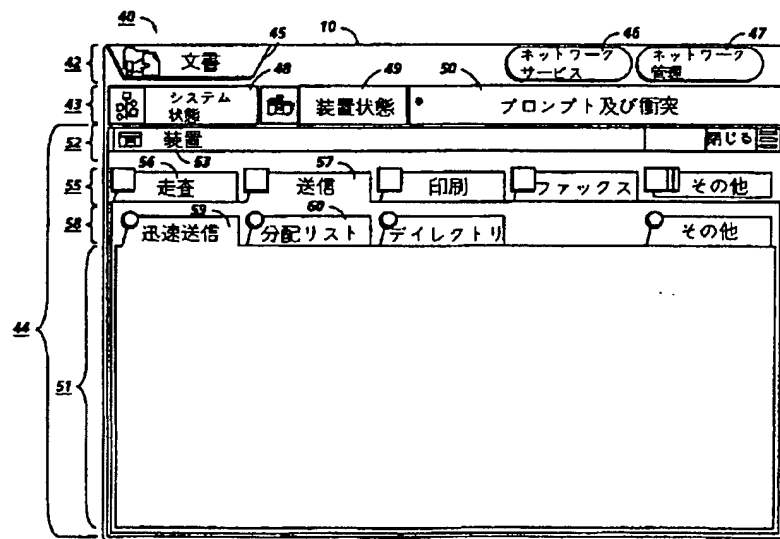 40
45
10
46
47
42
文書
ネットワーク
サービス
ネットワーク
管理
48
49
50
43
システム
状態
装置状態
プロンプト及び衝突
52
装置
閉じる
53
56
57
55
走査
送信
印刷
ファックス
その他
59
60
58
迅速送信
分配リスト
ディレクトリ
その他
44
51